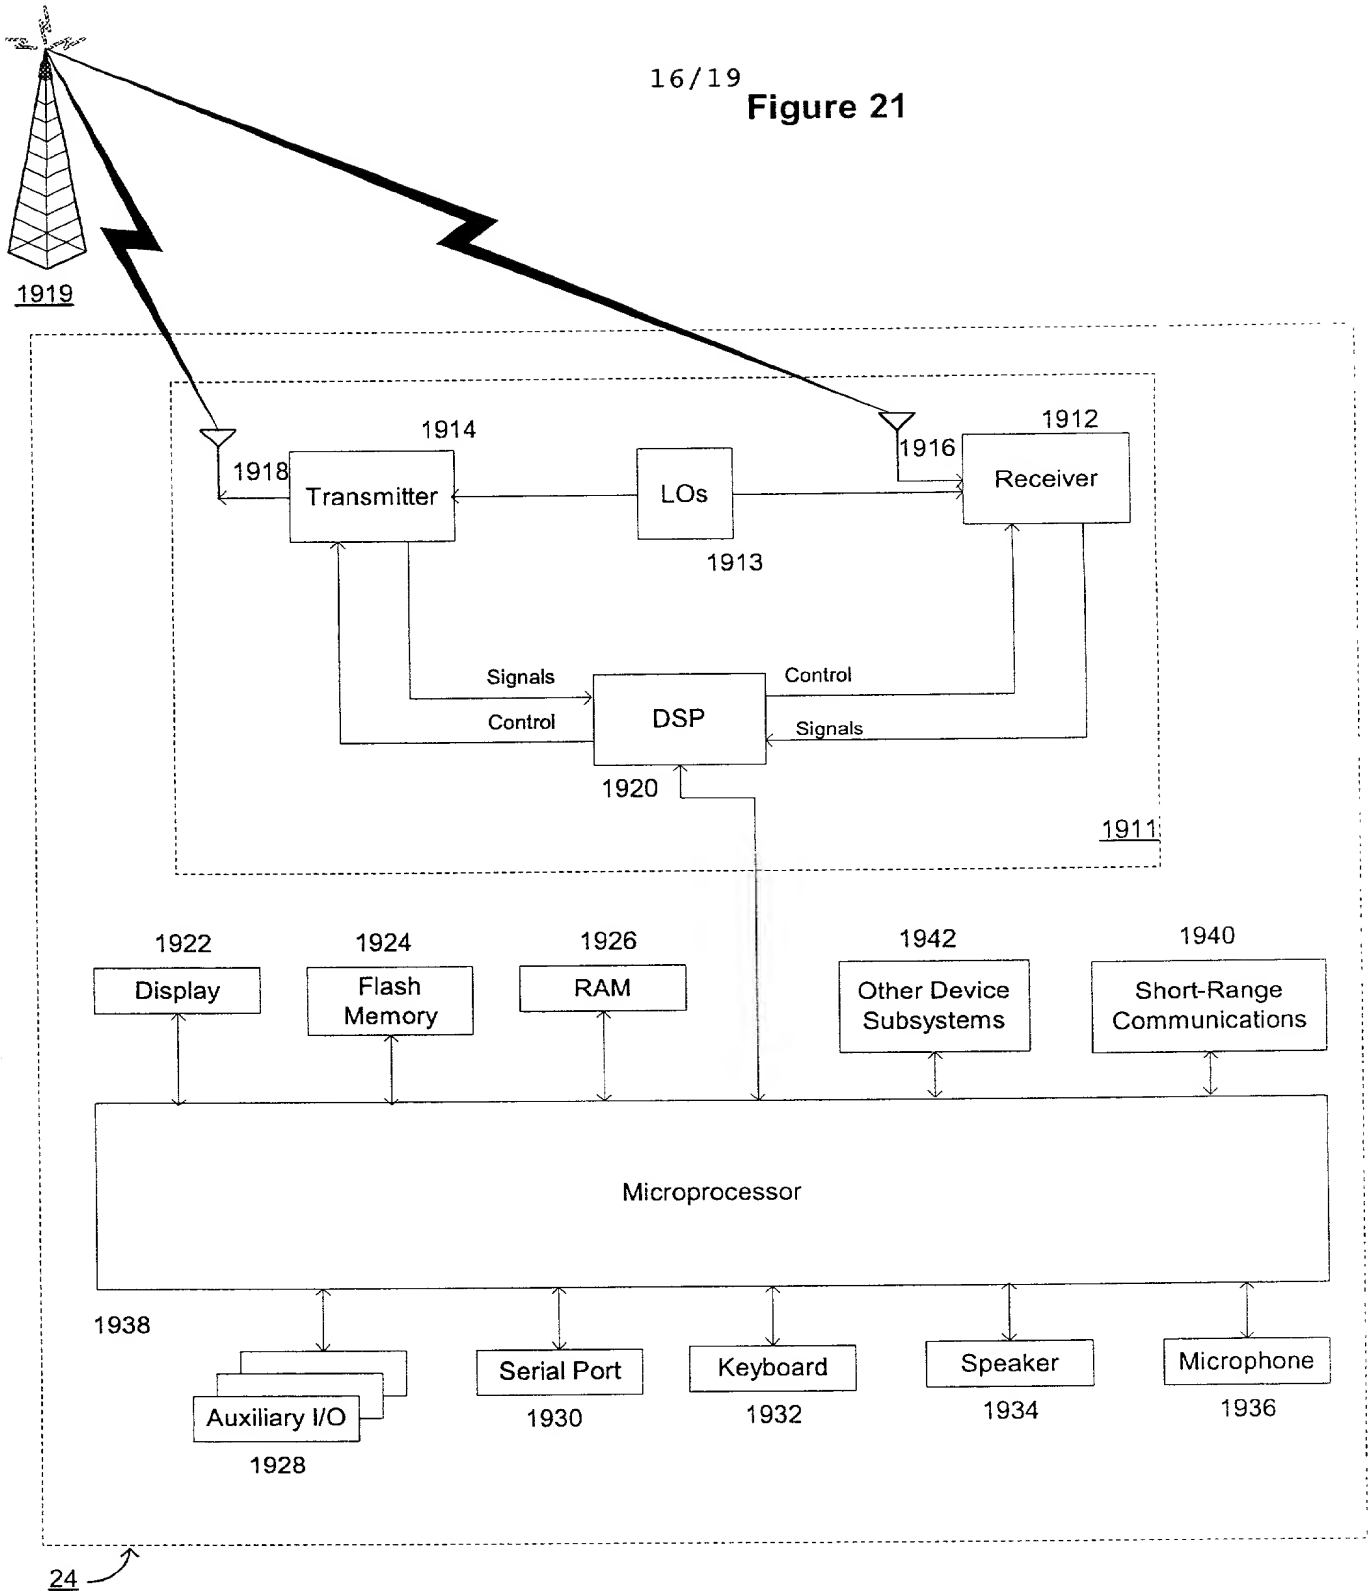 16/19
Figure 21
1919
1914
1912
1918
1916
Transmitter
LOs
Receiver
1913
Signals
Control
DSP
Control
Signals
1920
1911
1922
1924
1926
1942
1940
Display
Flash
Memory
RAM
Other Device
Subsystems
Short-Range
Communications
Microprocessor
1938
Auxiliary I/O
Serial Port
Keyboard
Speaker
Microphone
1928
1930
1932
1934
1936
24